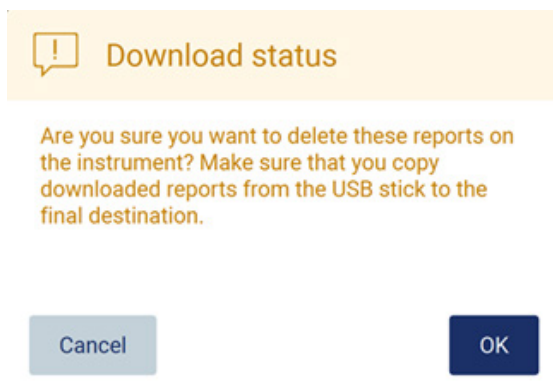 Download status
Are you sure you want to delete these reports on
the instrument? Make sure that you copy
downloaded reports from the USB stick to the
final destination.
Cancel
OK